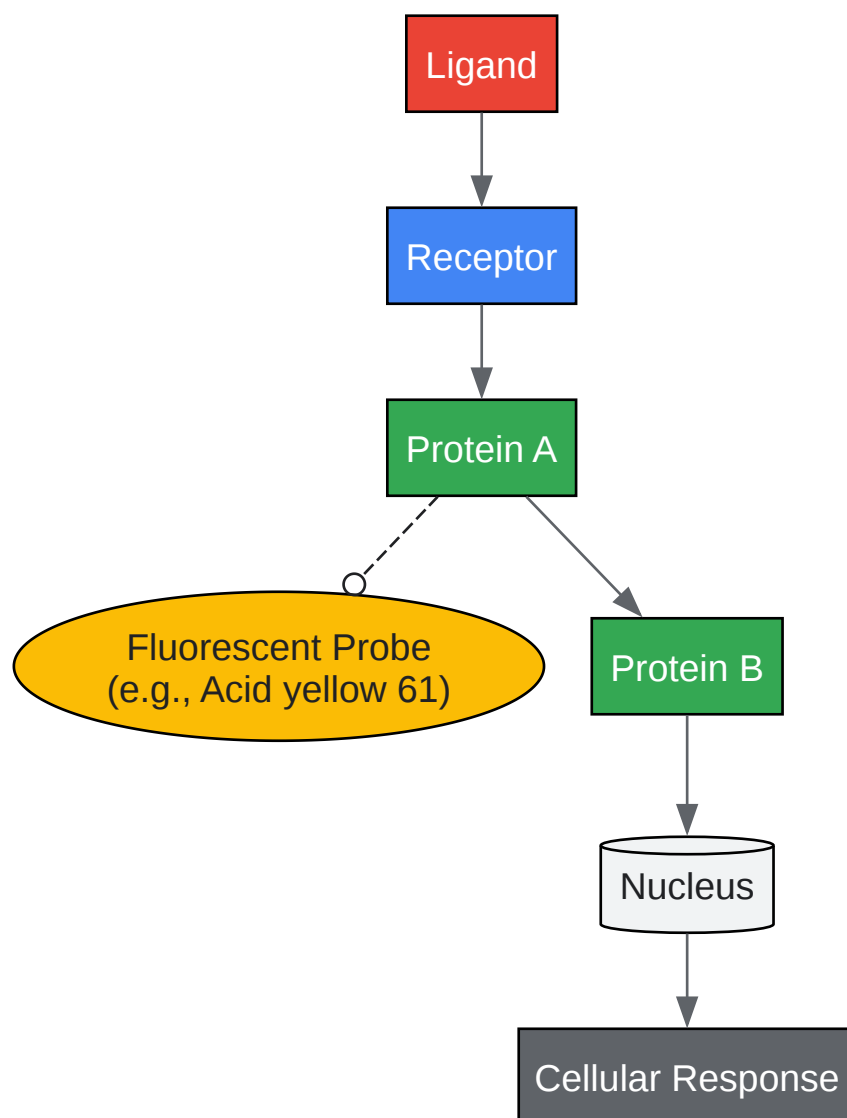 Ligand
Receptor
Protein A
Fluorescent Probe
(e.g., Acid yellow 61)
Protein B
Nucleus
Cellular Response